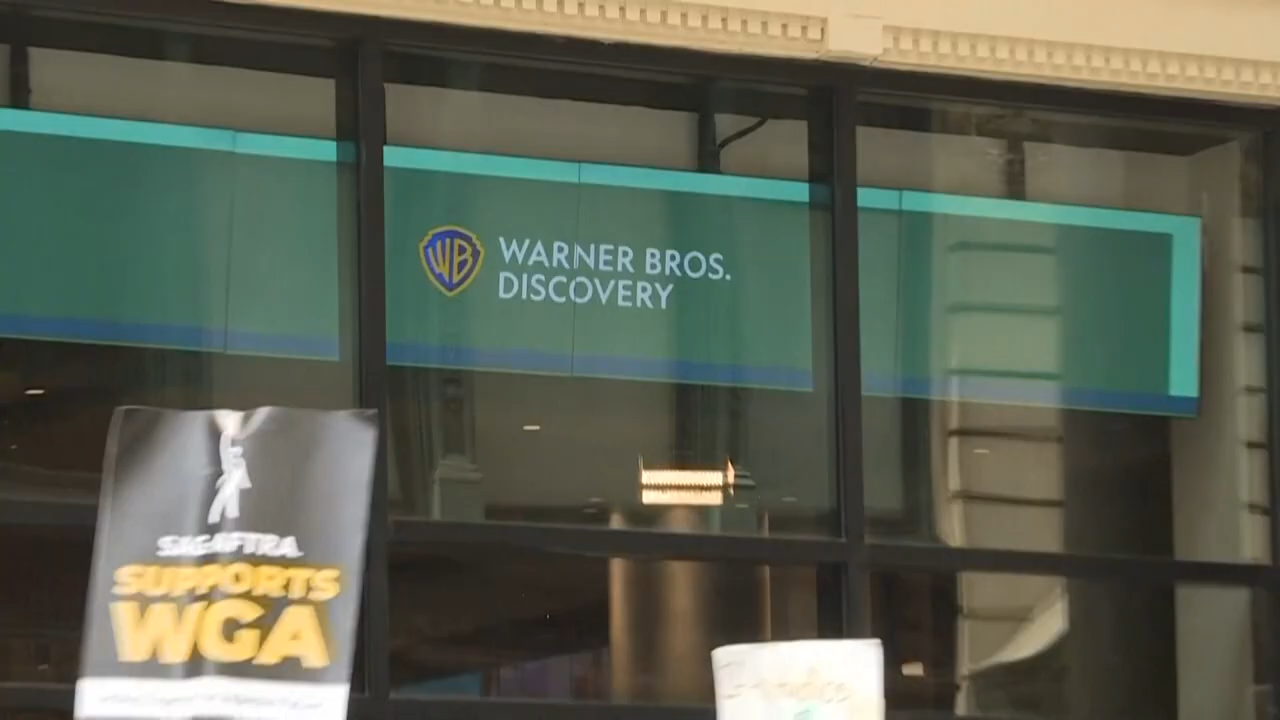 WB
WARNER BROS.
DISCOVERY
SAG-AFTRA
SUPPORTS
WGA